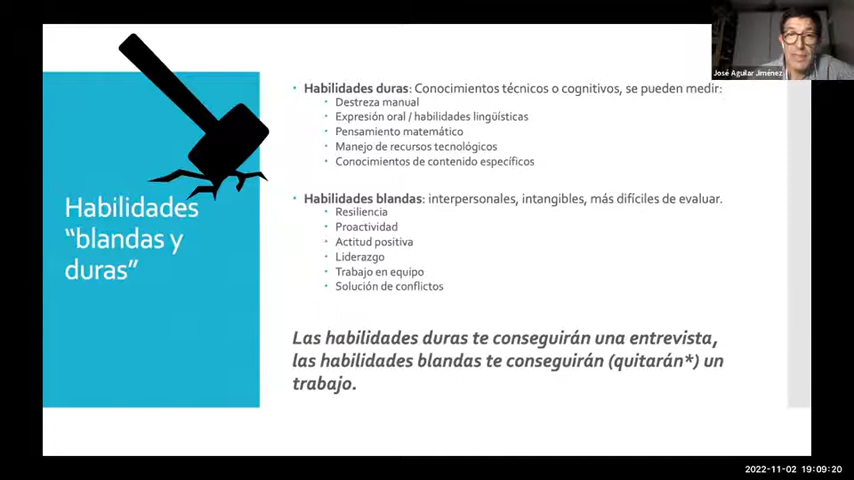 José Aguilar Jiménez
Habilidades
“blandas y
duras”
• Habilidades duras: Conocimientos técnicos o cognitivos, se pueden medir:
• Destreza manual
• Expresión oral / habilidades lingüísticas
• Pensamiento matemático
• Manejo de recursos tecnológicos
• Conocimientos de contenido específicos
• Habilidades blandas: interpersonales, intangibles, más difíciles de evaluar.
• Resiliencia
• Proactividad
• Actitud positiva
• Liderazgo
• Trabajo en equipo
• Solución de conflictos
Las habilidades duras te conseguirán una entrevista,
las habilidades blandas te conseguirán (quitarán*) un
trabajo.
2022-11-02 19:09:20